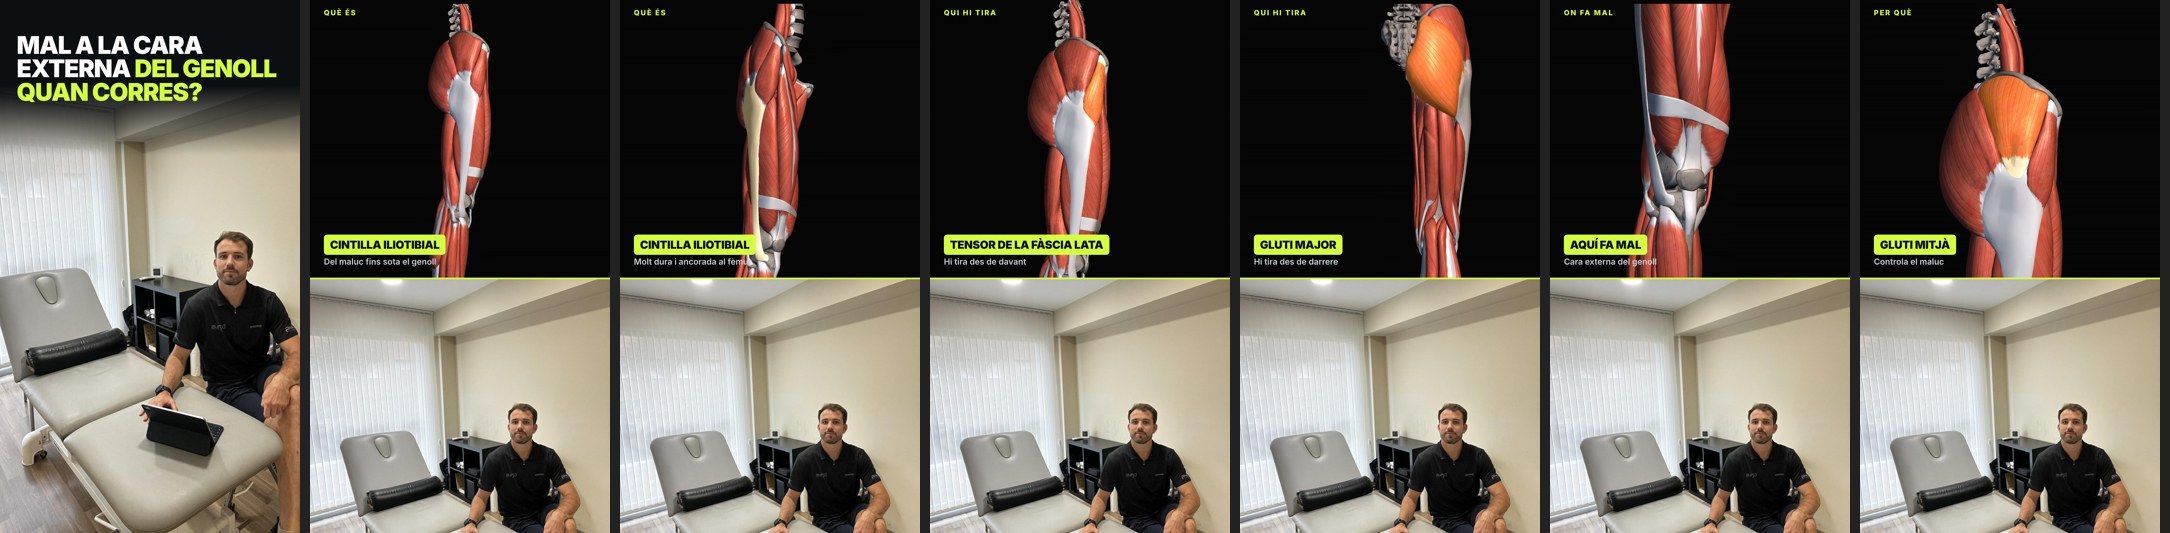 MAL A LA CARA
EXTERNA DEL GENOLL
QUAN CORRES?
QUÈ ÉS
CINTILLA ILIOTIBIAL
Del maluc fins sota el genoll
QUÈ ÉS
CINTILLA ILIOTIBIAL
Molt dura i ancorada al fèmur
QUI HI TIRA
TENSOR DE LA FÀSCIA LATA
Hi tira des de davant
QUI HI TIRA
GLUTI MAJOR
Hi tira des de darrere
ON FA MAL
AQUÍ FA MAL
Cara externa del genoll
PER QUÈ
GLUTI MITJÀ
Controla el maluc